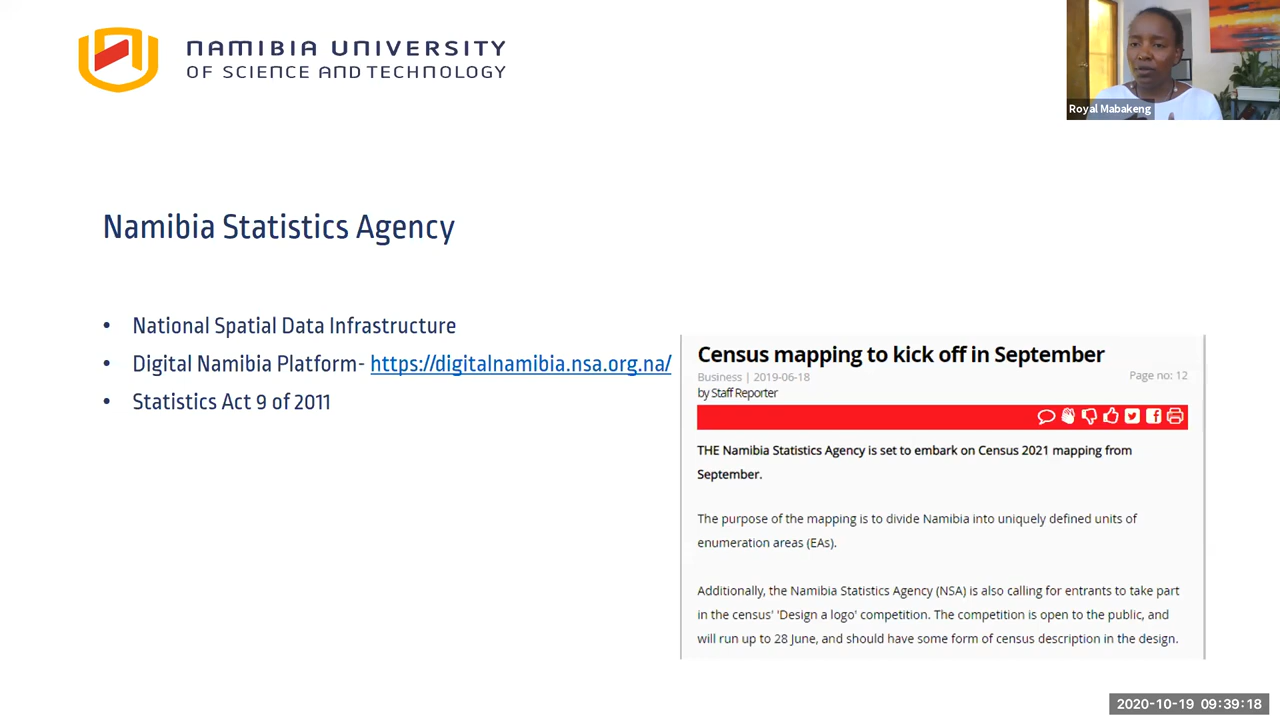 NAMIBIA UNIVERSITY
OF SCIENCE AND TECHNOLOGY
Royal Mabakeng
Namibia Statistics Agency
• National Spatial Data Infrastructure
• Digital Namibia Platform- https://digitalnamibia.nsa.org.na/
• Statistics Act 9 of 2011
Census mapping to kick off in September
Business | 2019-06-18
Page no: 12
by Staff Reporter
THE Namibia Statistics Agency is set to embark on Census 2021 mapping from
September.
The purpose of the mapping is to divide Namibia into uniquely defined units of
enumeration areas (EAs).
Additionally, the Namibia Statistics Agency (NSA) is also calling for entrants to take part
in the census' 'Design a logo' competition. The competition is open to the public, and
will run up to 28 June, and should have some form of census description in the design.
2020-10-19 09:39:18